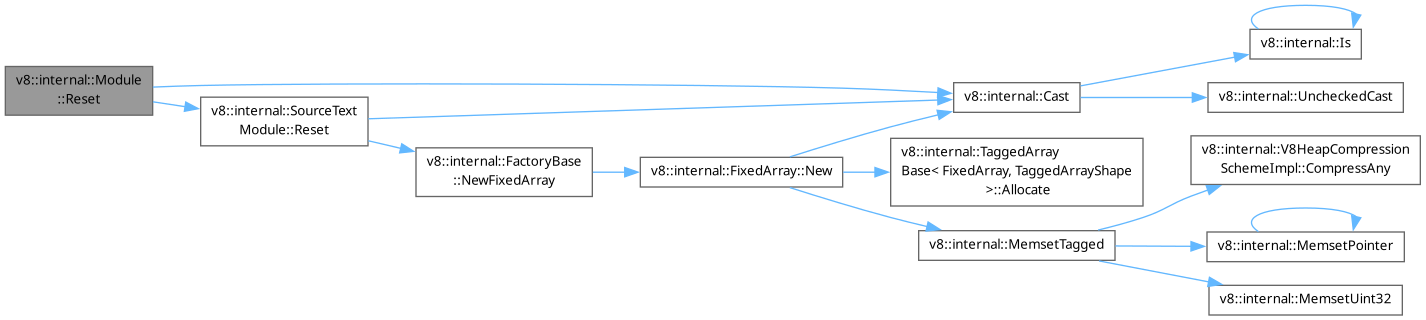 v8::internal::Module
::Reset
v8::internal::SourceText
Module::Reset
v8::internal::FactoryBase
::NewFixedArray
v8::internal::FixedArray::New
v8::internal::Cast
v8::internal::TaggedArray
Base< FixedArray, TaggedArrayShape
>::Allocate
v8::internal::MemsetTagged
v8::internal::Is
v8::internal::UncheckedCast
v8::internal::V8HeapCompression
SchemeImpl::CompressAny
v8::internal::MemsetPointer
v8::internal::MemsetUint32